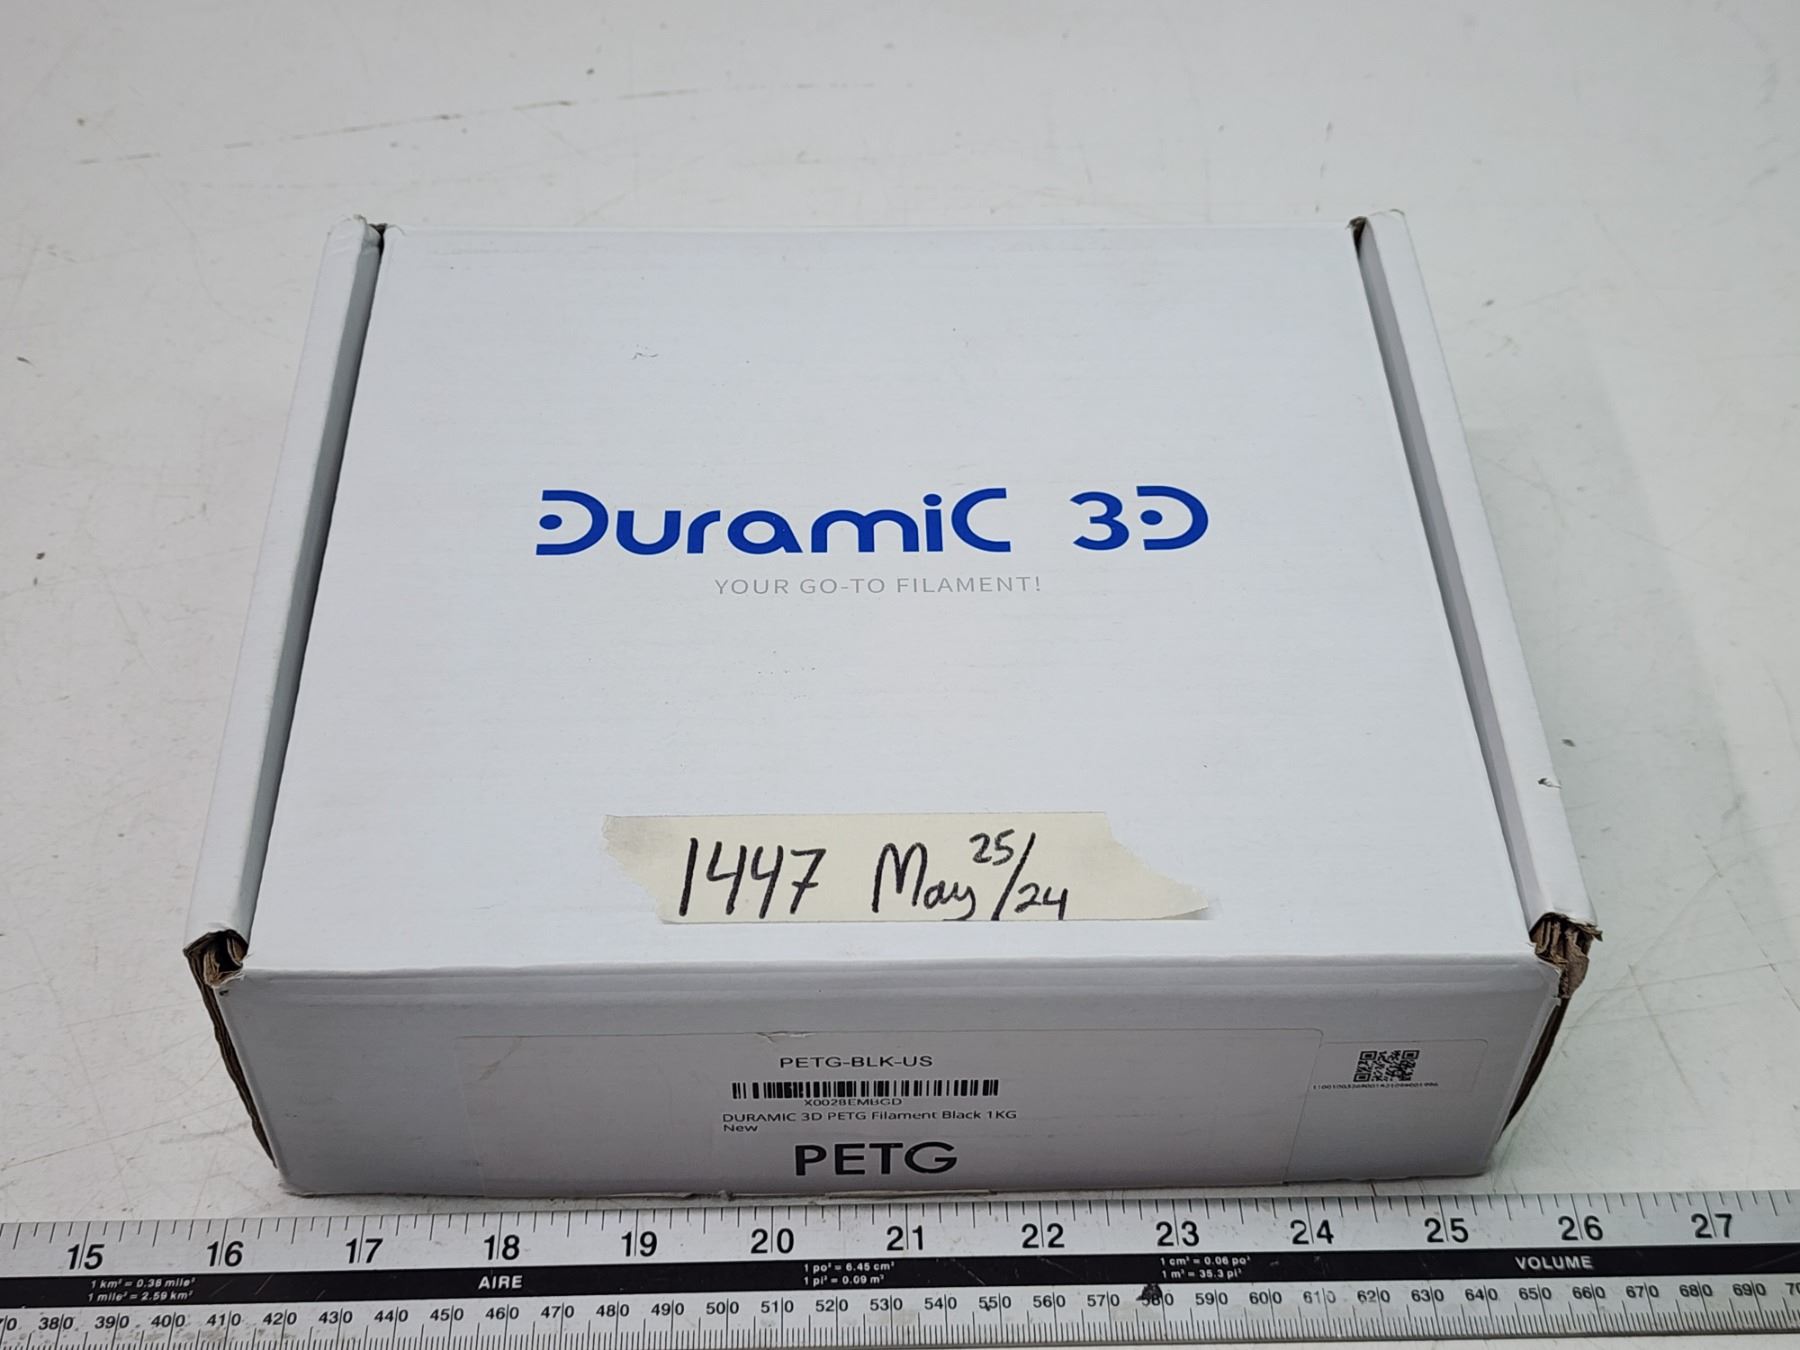 Duramic 3D
YOUR GO-TO FILAMENT!
1447 May 25/24
PETG-BLK-US
X002BEMBGD
DURAMIC 3D PETG Filament Black 1KG
New
PETG
15 16 17 18 19 20 21 22 23 24 25 26 27
1 km² = 0.38 mile²
1 mile² = 2.59 km²
AIRE
1 po² = 6.45 cm²
1 pi² = 0.09 m²
1 cm³ = 0.06 po³
1 m³ = 35.3 pi³
VOLUME
380 390 400 410 420 430 440 450 460 470 480 490 500 510 520 530 540 550 560 570 580 590 600 610 620 630 640 650 660 670 680 690